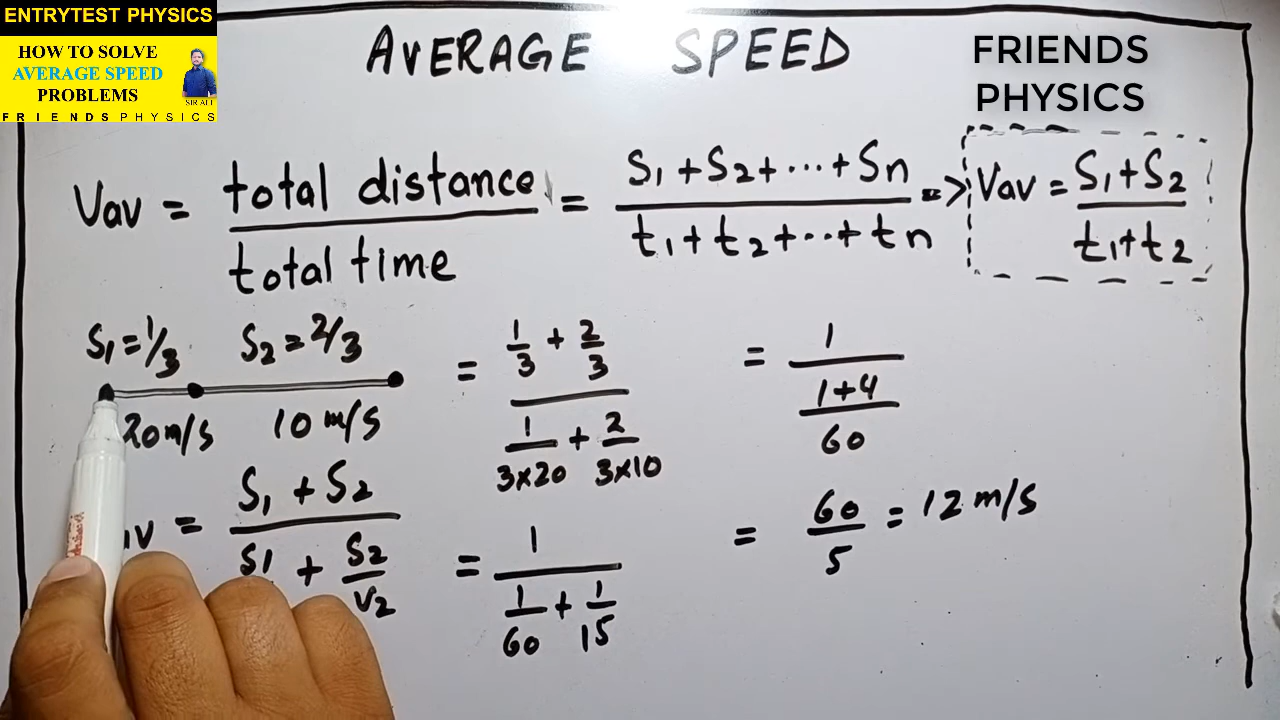 ENTRYTEST PHYSICS
HOW TO SOLVE
AVERAGE SPEED
PROBLEMS
SIR ALI
FRIENDS PHYSICS
AVERAGE SPEED
FRIENDS
PHYSICS
Vav = total distance / total time = S1+S2+...+Sn / t1+t2+...+tn => Vav = S1+S2 / t1+t2
S1=1/3 S2=2/3
20m/s 10m/s
= 1/3 + 2/3 / 1/3×20 + 2/3×10
= 1 / 1+4/60
S1+S2 / S1 + S2/V2
= 1 / 1/60 + 1/15
= 60/5 = 12 m/s